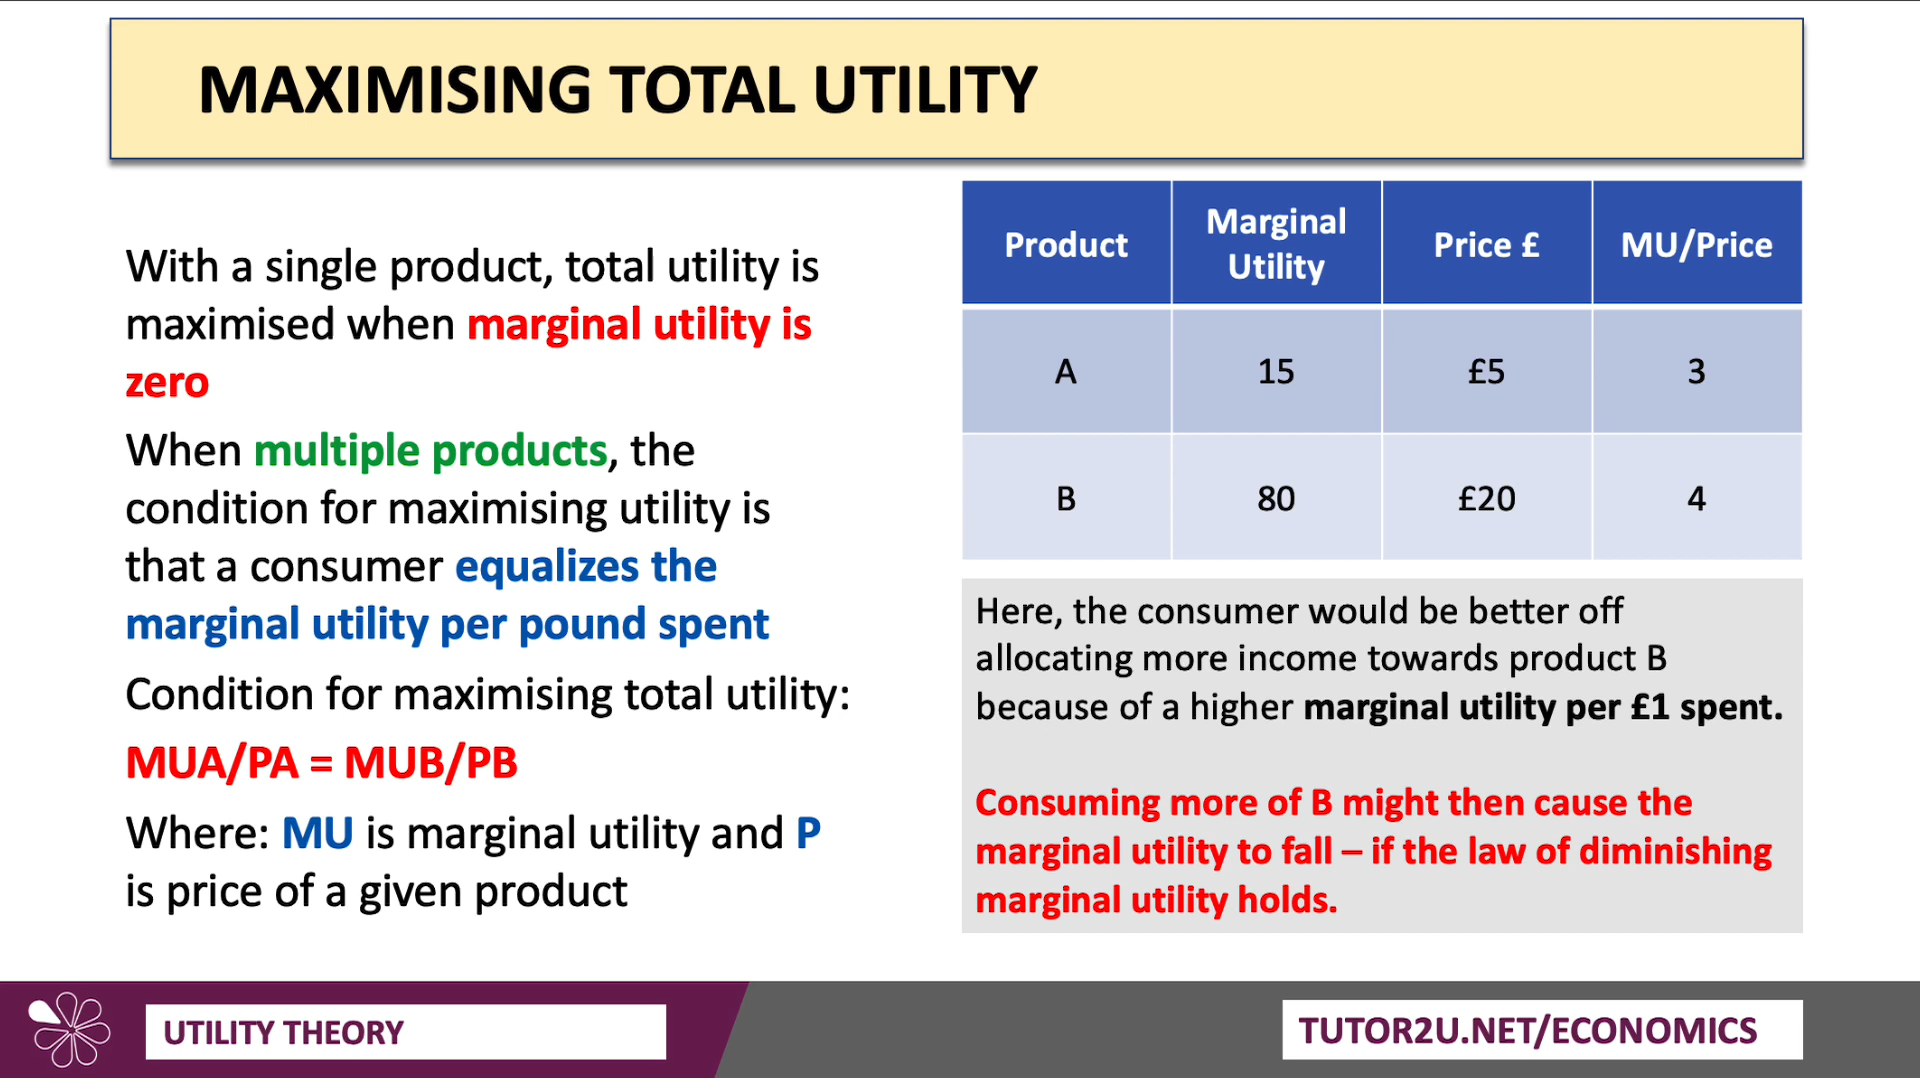 MAXIMISING TOTAL UTILITY
With a single product, total utility is
maximised when marginal utility is
zero
When multiple products, the
condition for maximising utility is
that a consumer equalizes the
marginal utility per pound spent
Condition for maximising total utility:
MUA/PA = MUB/PB
Where: MU is marginal utility and P
is price of a given product
Product Marginal Utility Price £ MU/Price
A 15 £5 3
B 80 £20 4
Here, the consumer would be better off
allocating more income towards product B
because of a higher marginal utility per £1 spent.
Consuming more of B might then cause the
marginal utility to fall – if the law of diminishing
marginal utility holds.
UTILITY THEORY
TUTOR2U.NET/ECONOMICS